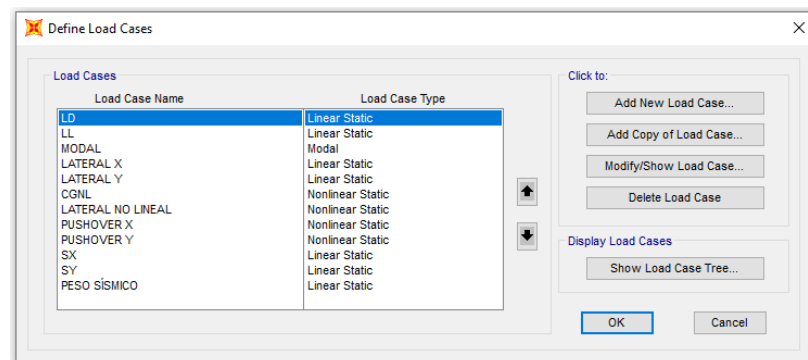 Define Load Cases
Load Cases
Load Case Name Load Case Type
LD Linear Static
LL Linear Static
MODAL Modal
LATERAL X Linear Static
LATERAL Y Linear Static
CGNL Nonlinear Static
LATERAL NO LINEAL Nonlinear Static
PUSHOVER X Nonlinear Static
PUSHOVER Y Nonlinear Static
SX Linear Static
SY Linear Static
PESO SÍSMICO Linear Static
Click to:
Add New Load Case...
Add Copy of Load Case...
Modify/Show Load Case...
Delete Load Case
Display Load Cases
Show Load Case Tree...
OK Cancel